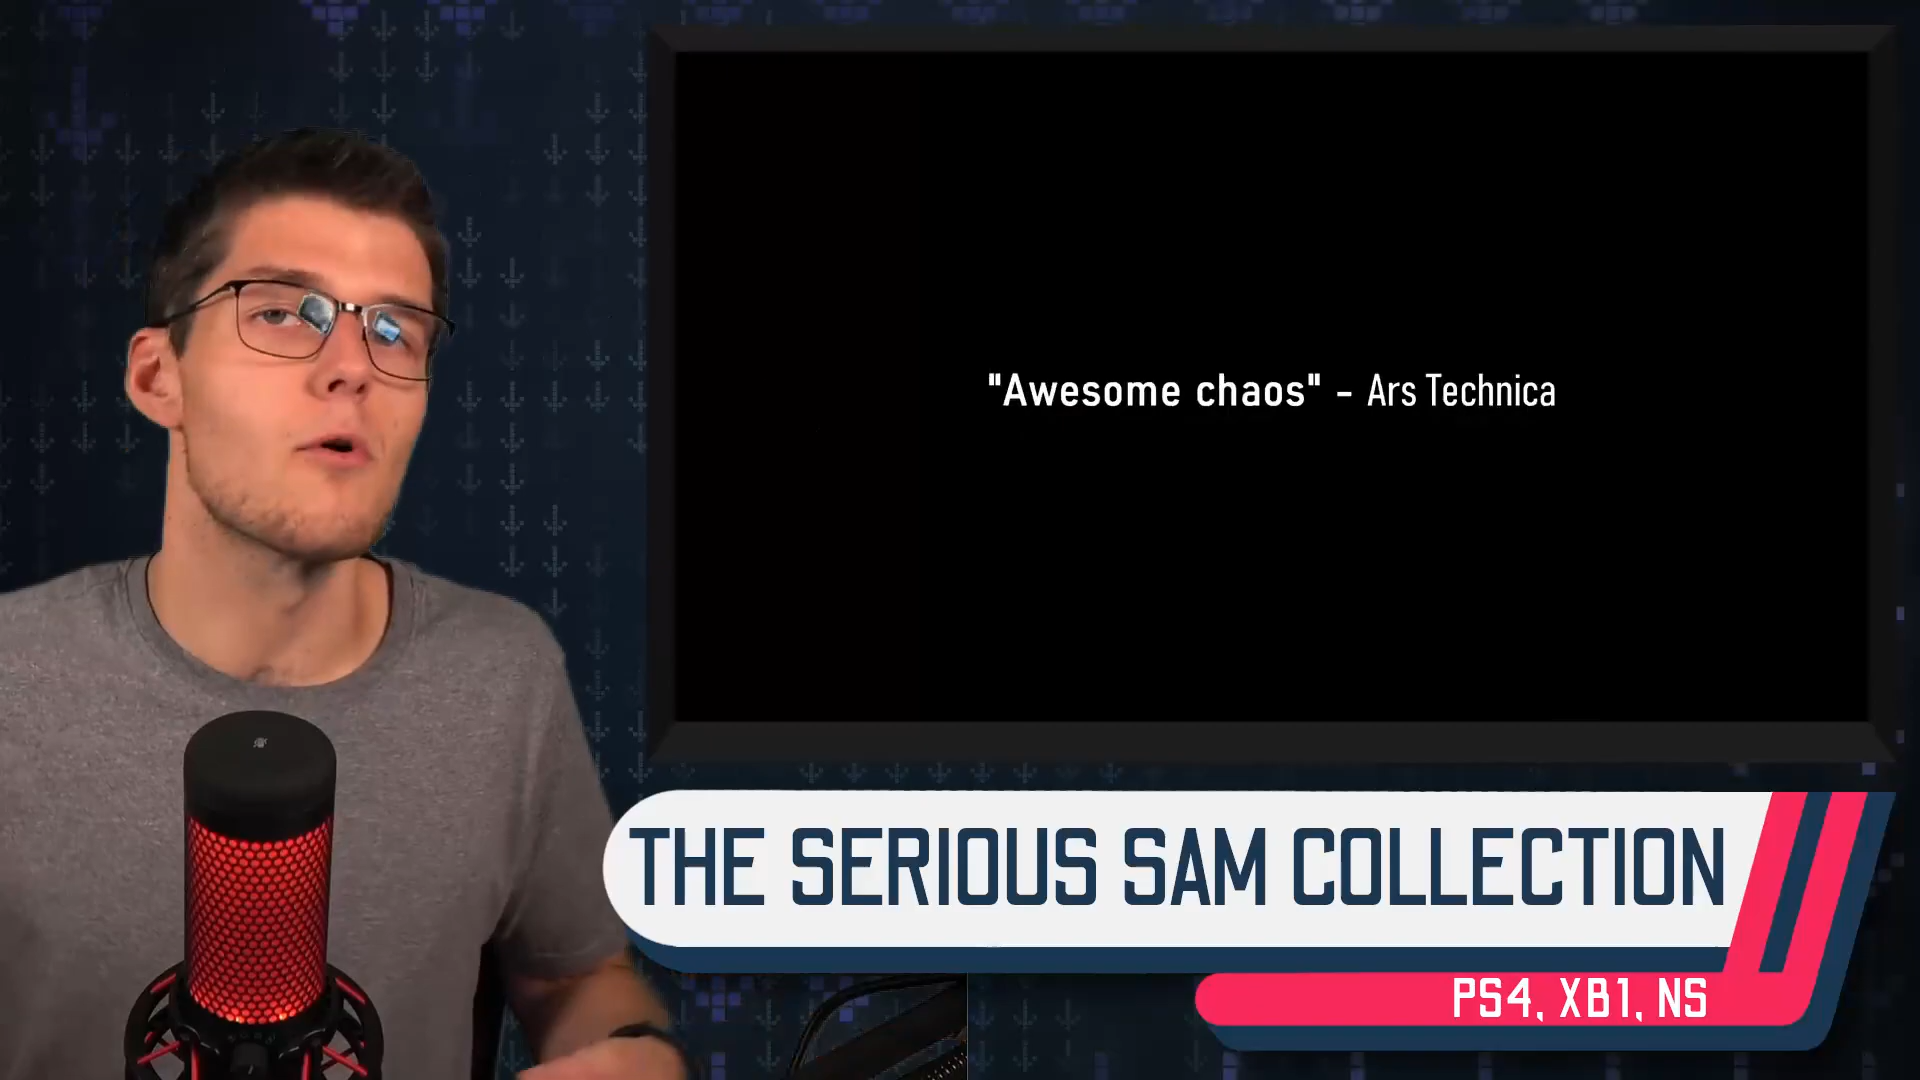 "Awesome chaos" - Ars Technica
THE SERIOUS SAM COLLECTION
PS4, XB1, NS